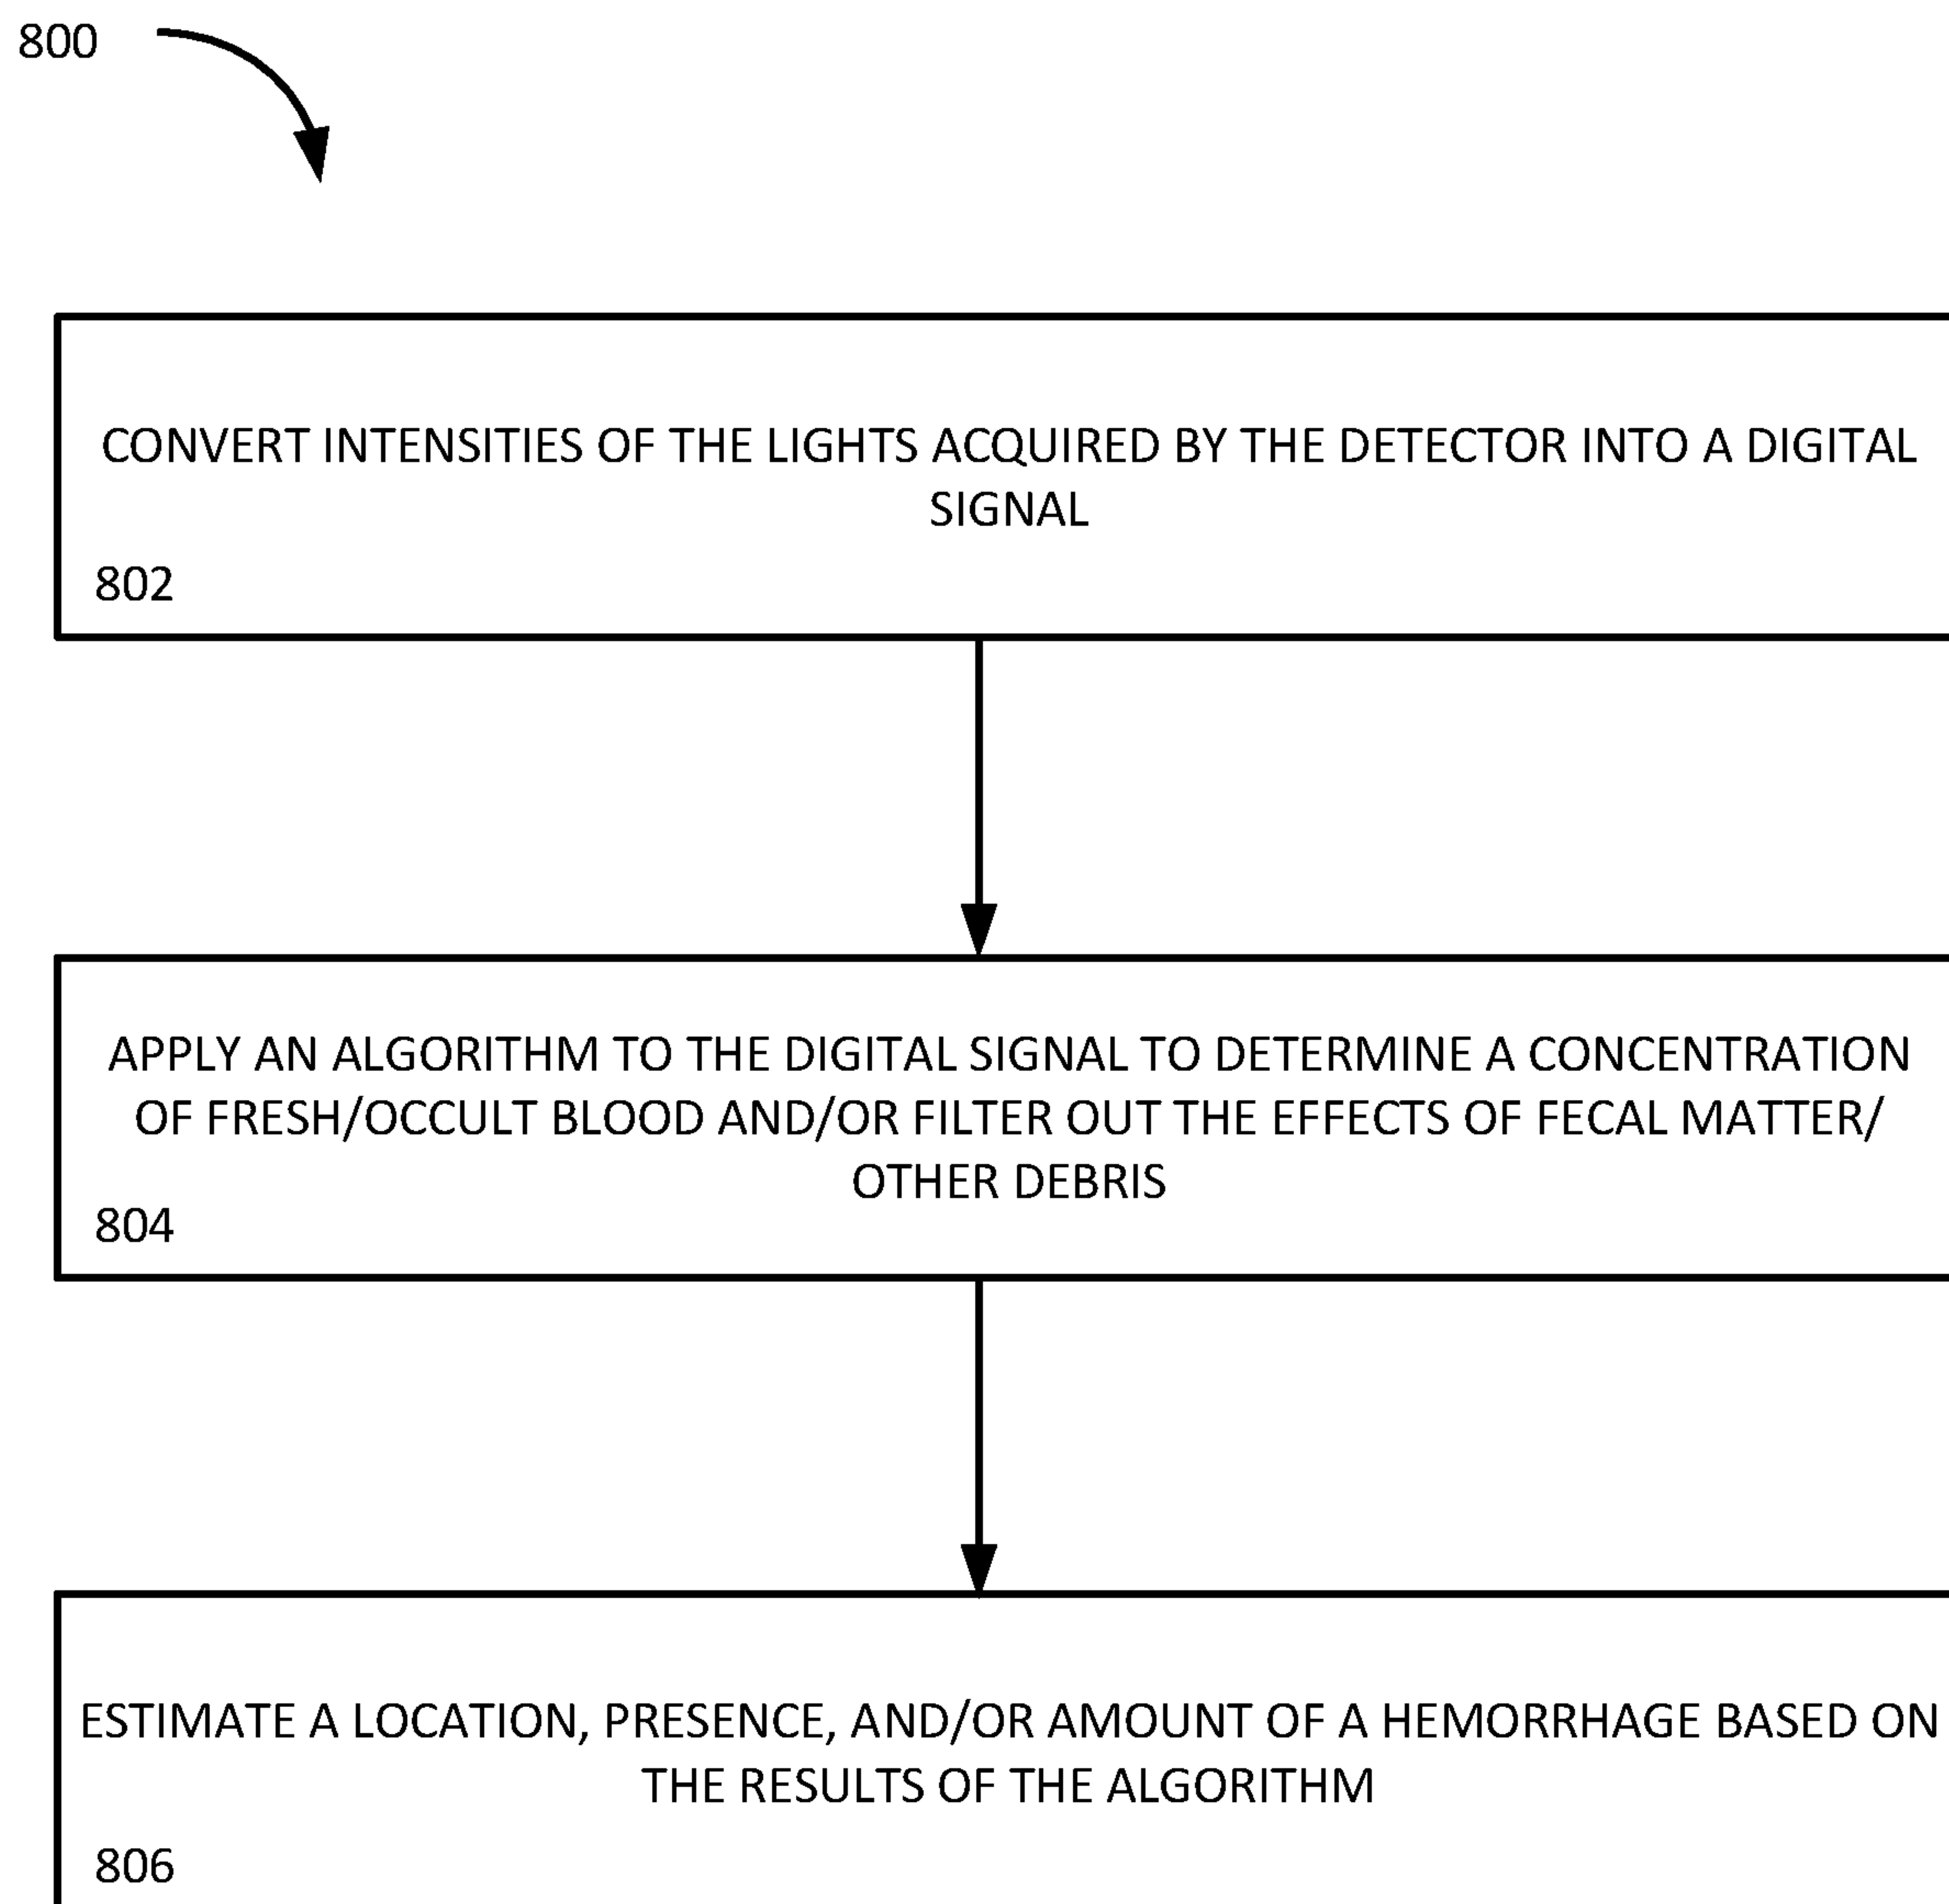 800
CONVERT INTENSITIES OF THE LIGHTS ACQUIRED BY THE DETECTOR INTO A DIGITAL
SIGNAL
802
APPLY AN ALGORITHM TO THE DIGITAL SIGNAL TO DETERMINE A CONCENTRATION
OF FRESH/OCCULT BLOOD AND/OR FILTER OUT THE EFFECTS OF FECAL MATTER/
OTHER DEBRIS
804
ESTIMATE A LOCATION, PRESENCE, AND/OR AMOUNT OF A HEMORRHAGE BASED ON
THE RESULTS OF THE ALGORITHM
806